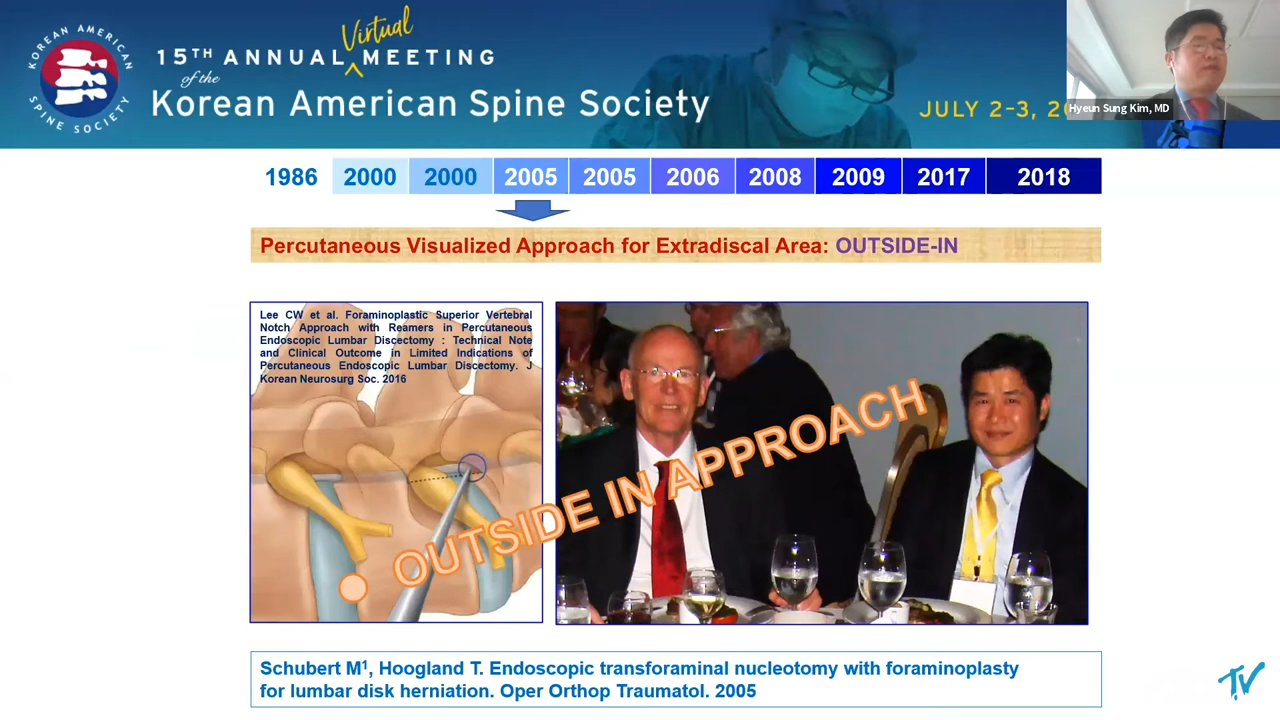 KOREAN AMERICAN
SPINE SOCIETY
15TH ANNUAL Virtual MEETING
of the
Korean American Spine Society
JULY 2-3, 2
Hyeun Sung Kim, MD
1986 2000 2000 2005 2005 2006 2008 2009 2017 2018
Percutaneous Visualized Approach for Extradiscal Area: OUTSIDE-IN
Lee CW et al. Foraminoplastic Superior Vertebral
Notch Approach with Reamers in Percutaneous
Endoscopic Lumbar Discectomy : Technical Note
and Clinical Outcome in Limited Indications of
Percutaneous Endoscopic Lumbar Discectomy. J
Korean Neurosurg Soc. 2016
OUTSIDE IN APPROACH
Schubert M1, Hoogland T. Endoscopic transforaminal nucleotomy with foraminoplasty
for lumbar disk herniation. Oper Orthop Traumatol. 2005
TV